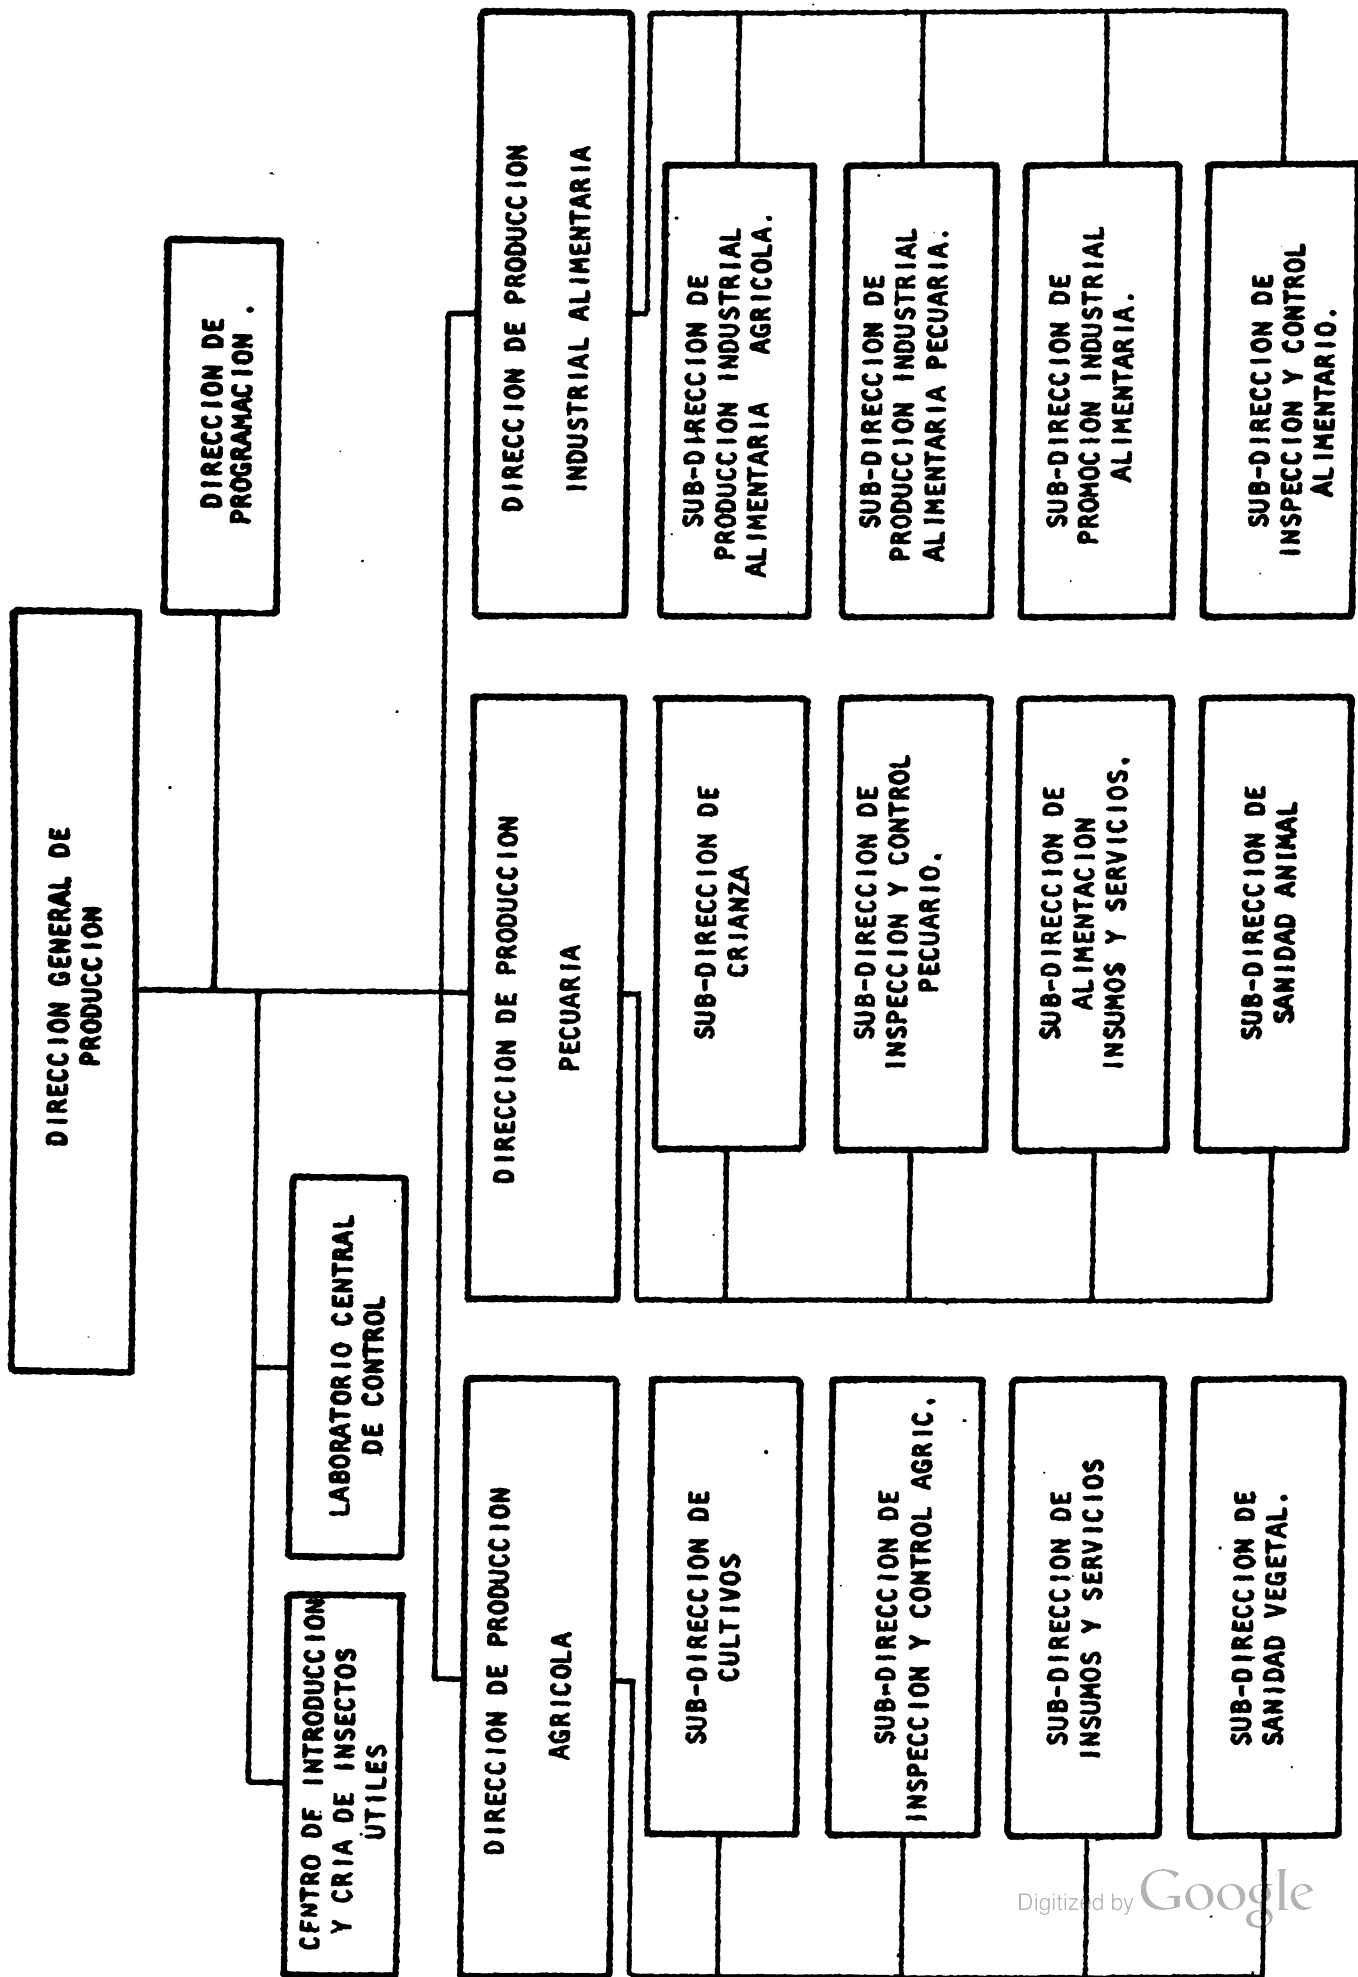 DIRECCION GENERAL DE
PRODUCCION
DIRECCION DE
PROGRAMACION .
CENTRO DE INTRODUCCION
Y CRIA DE INSECTOS
UTILES
LABORATORIO CENTRAL
DE CONTROL
DIRECCION DE PRODUCCION
AGRICOLA
SUB-DIRECCION DE
CULTIVOS
SUB-DIRECCION DE
INSPECCION Y CONTROL AGRIC.
SUB-DIRECCION DE
INSUMOS Y SERVICIOS
SUB-DIRECCION DE
SANIDAD VEGETAL.
DIRECCION DE PRODUCCION
PECUARIA
SUB-DIRECCION DE
CRIANZA
SUB-DIRECCION DE
INSPECCION Y CONTROL
PECUARIO.
SUB-DIRECCION DE
ALIMENTACION
INSUMOS Y SERVICIOS.
SUB-DIRECCION DE
SANIDAD ANIMAL
DIRECCION DE PRODUCCION
INDUSTRIAL ALIMENTARIA
SUB-DIRECCION DE
PRODUCCION INDUSTRIAL
ALIMENTARIA AGRICOLA.
SUB-DIRECCION DE
PRODUCCION INDUSTRIAL
ALIMENTARIA PECUARIA.
SUB-DIRECCION DE
PROMOCION INDUSTRIAL
ALIMENTARIA.
SUB-DIRECCION DE
INSPECCION Y CONTROL
ALIMENTARIO.
Digitized by Google